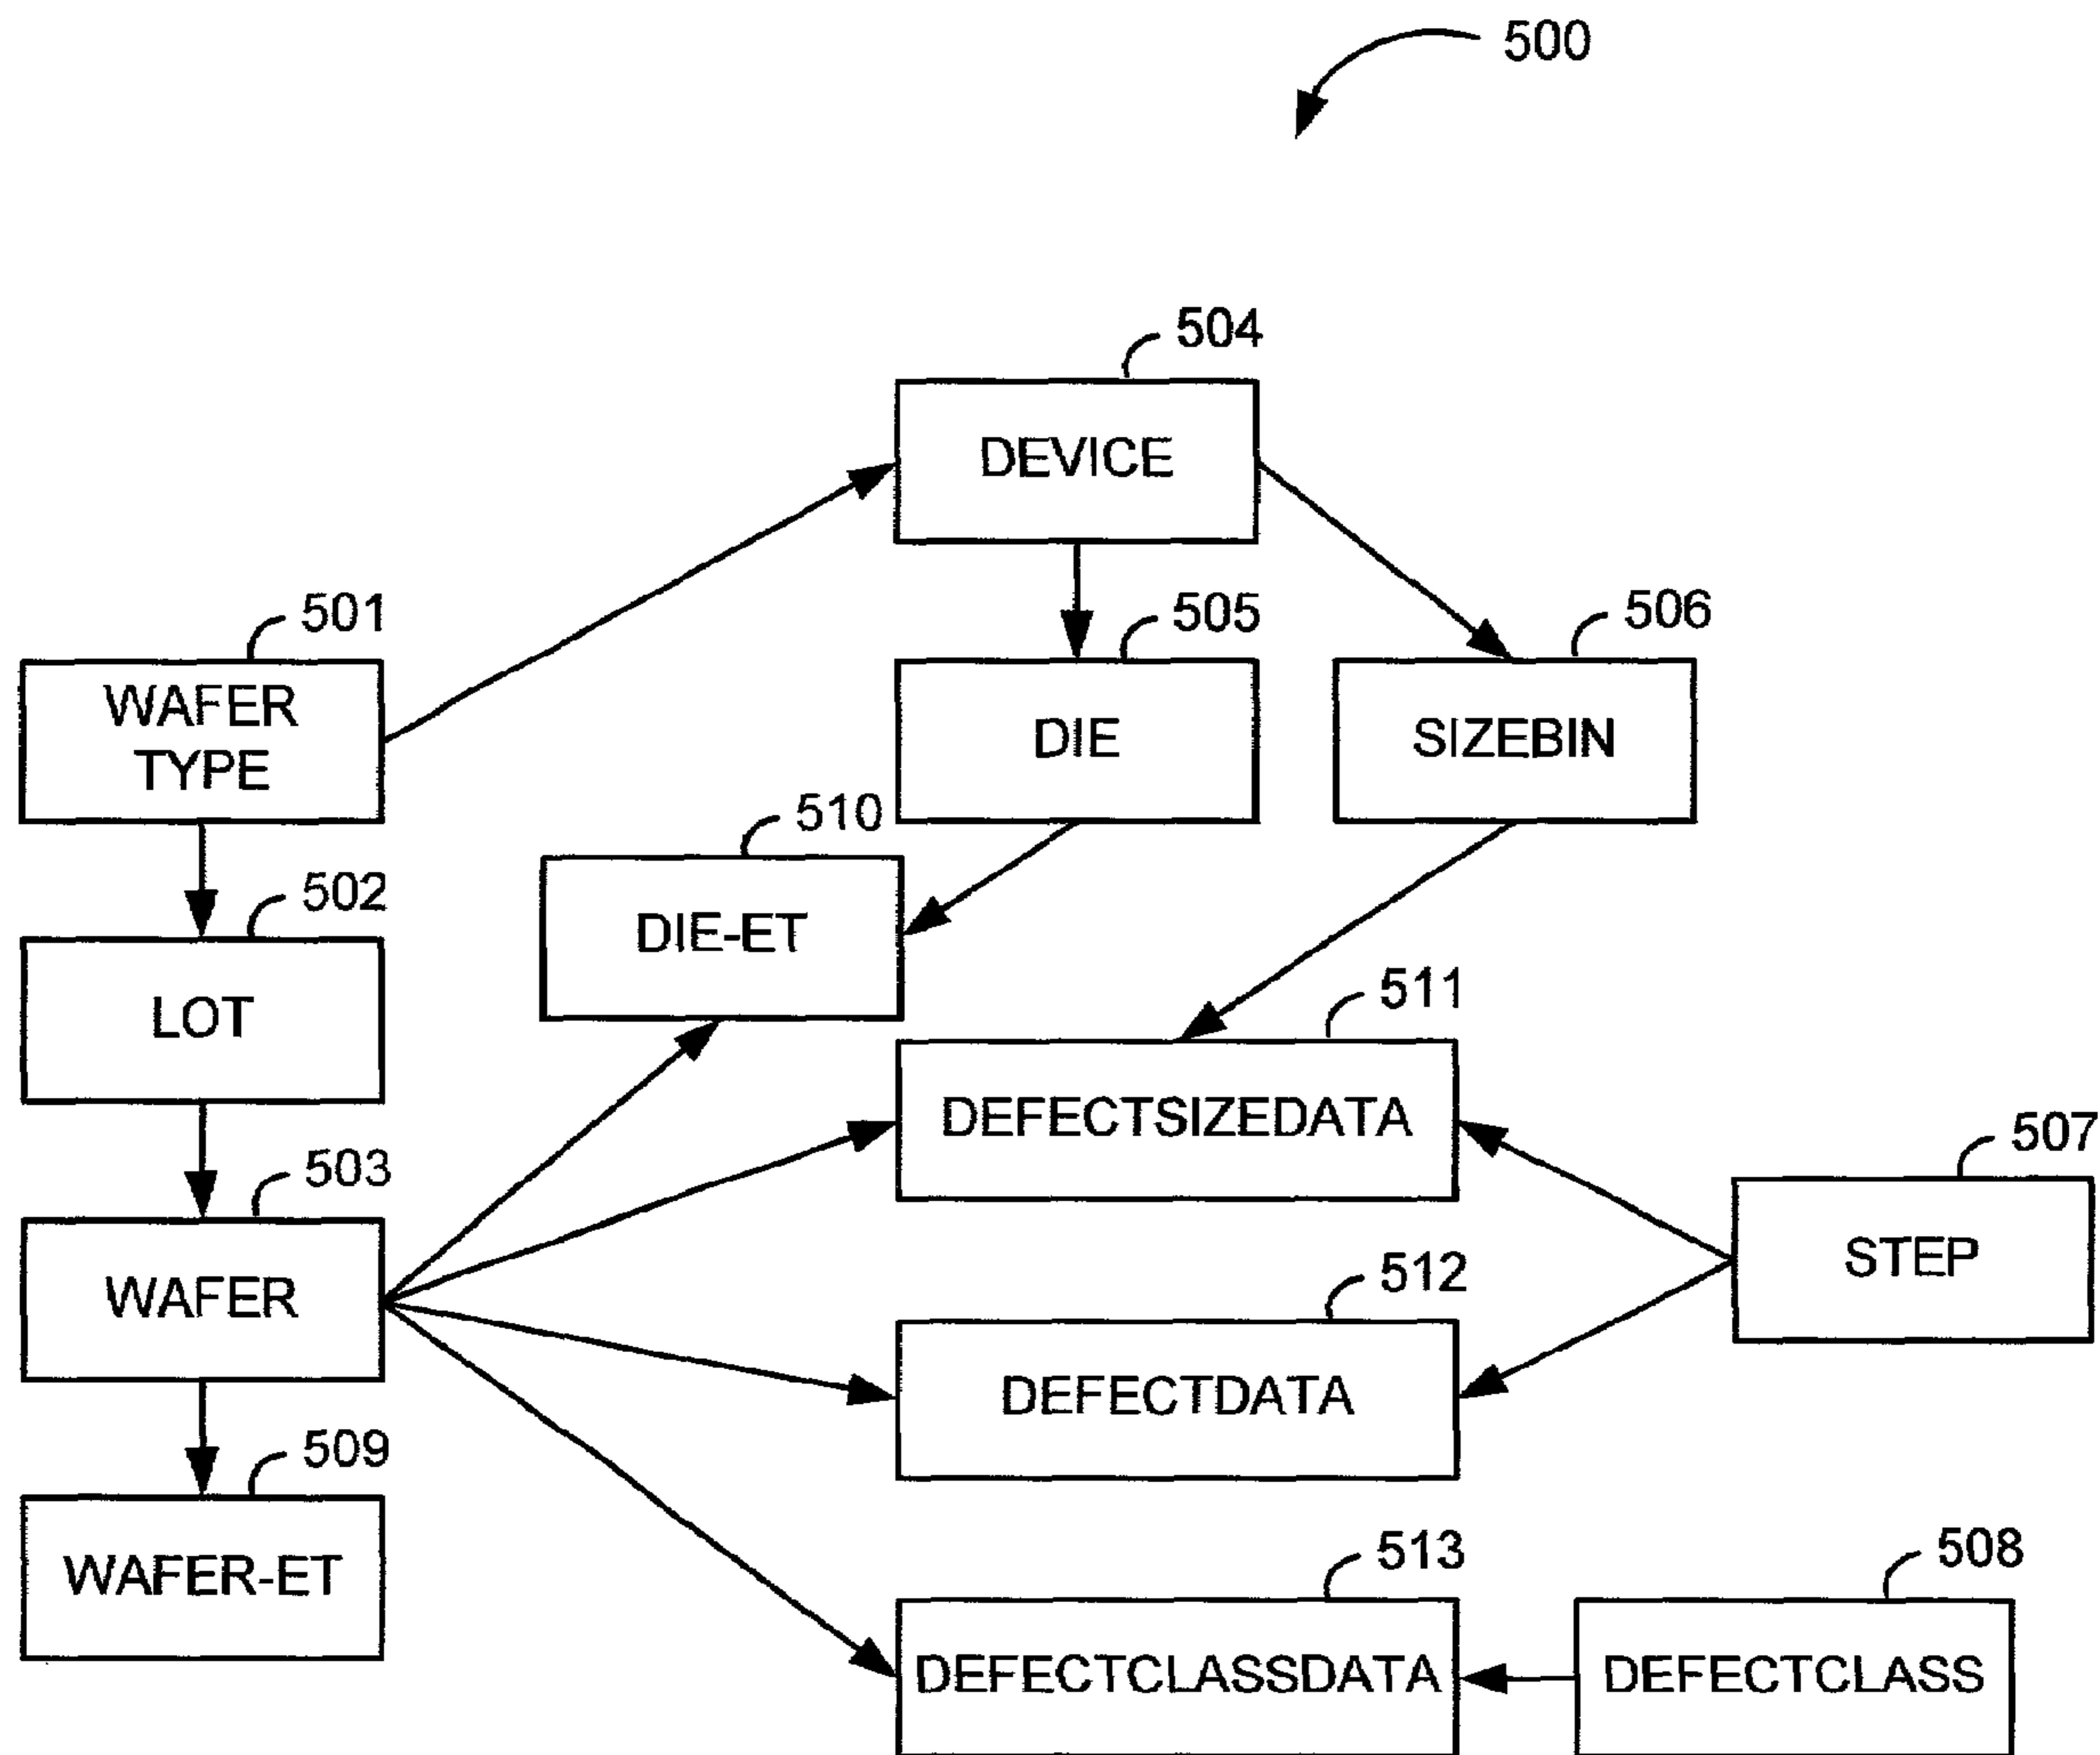 500
504
DEVICE
501
505
506
WAFER
TYPE
DIE
SIZEBIN
510
502
DIE-ET
511
LOT
DEFECTSIZEDATA
507
503
STEP
512
WAFER
DEFECTDATA
509
513
508
WAFER-ET
DEFECTCLASSDATA
DEFECTCLASS